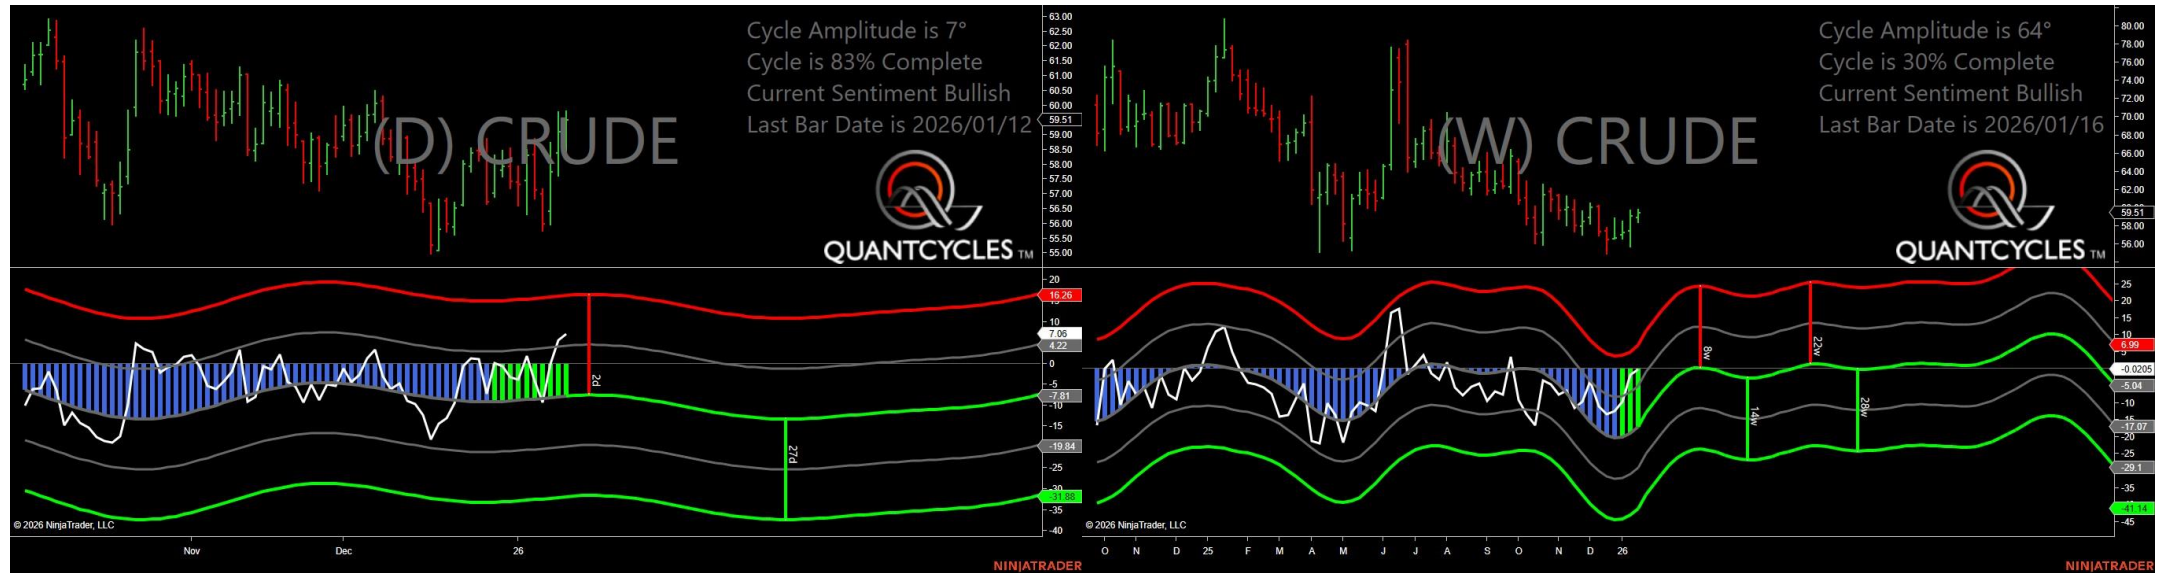 Cycle Amplitude is 7°
Cycle is 83% Complete
Current Sentiment Bullish
Last Bar Date is 2026/01/12
(D) CRUDE
QUANTCYCLES TM
63.00
62.50
62.00
61.50
61.00
60.50
60.00
59.51
59.00
58.50
58.00
57.50
57.00
56.50
56.00
55.50
55.00
20
16.26
10
7.06
4.22
0
-5
-7.81
-10
-15
-19.84
-25
-30
-31.88
-35
-40
2d
27d
© 2026 NinjaTrader, LLC
Nov
Dec
26
NINJATRADER
Cycle Amplitude is 64°
Cycle is 30% Complete
Current Sentiment Bullish
Last Bar Date is 2026/01/16
(W) CRUDE
QUANTCYCLES TM
80.00
78.00
76.00
74.00
72.00
70.00
68.00
66.00
64.00
62.00
59.51
58.00
56.00
25
20
15
10
6.99
5
-0.0205
-5.04
-10
-15
-17.07
-20
-25
-29.1
-35
-41.14
-45
8w
14w
22w
28w
© 2026 NinjaTrader, LLC
O N D 25 F M A M J J A S O N D 26
NINJATRADER